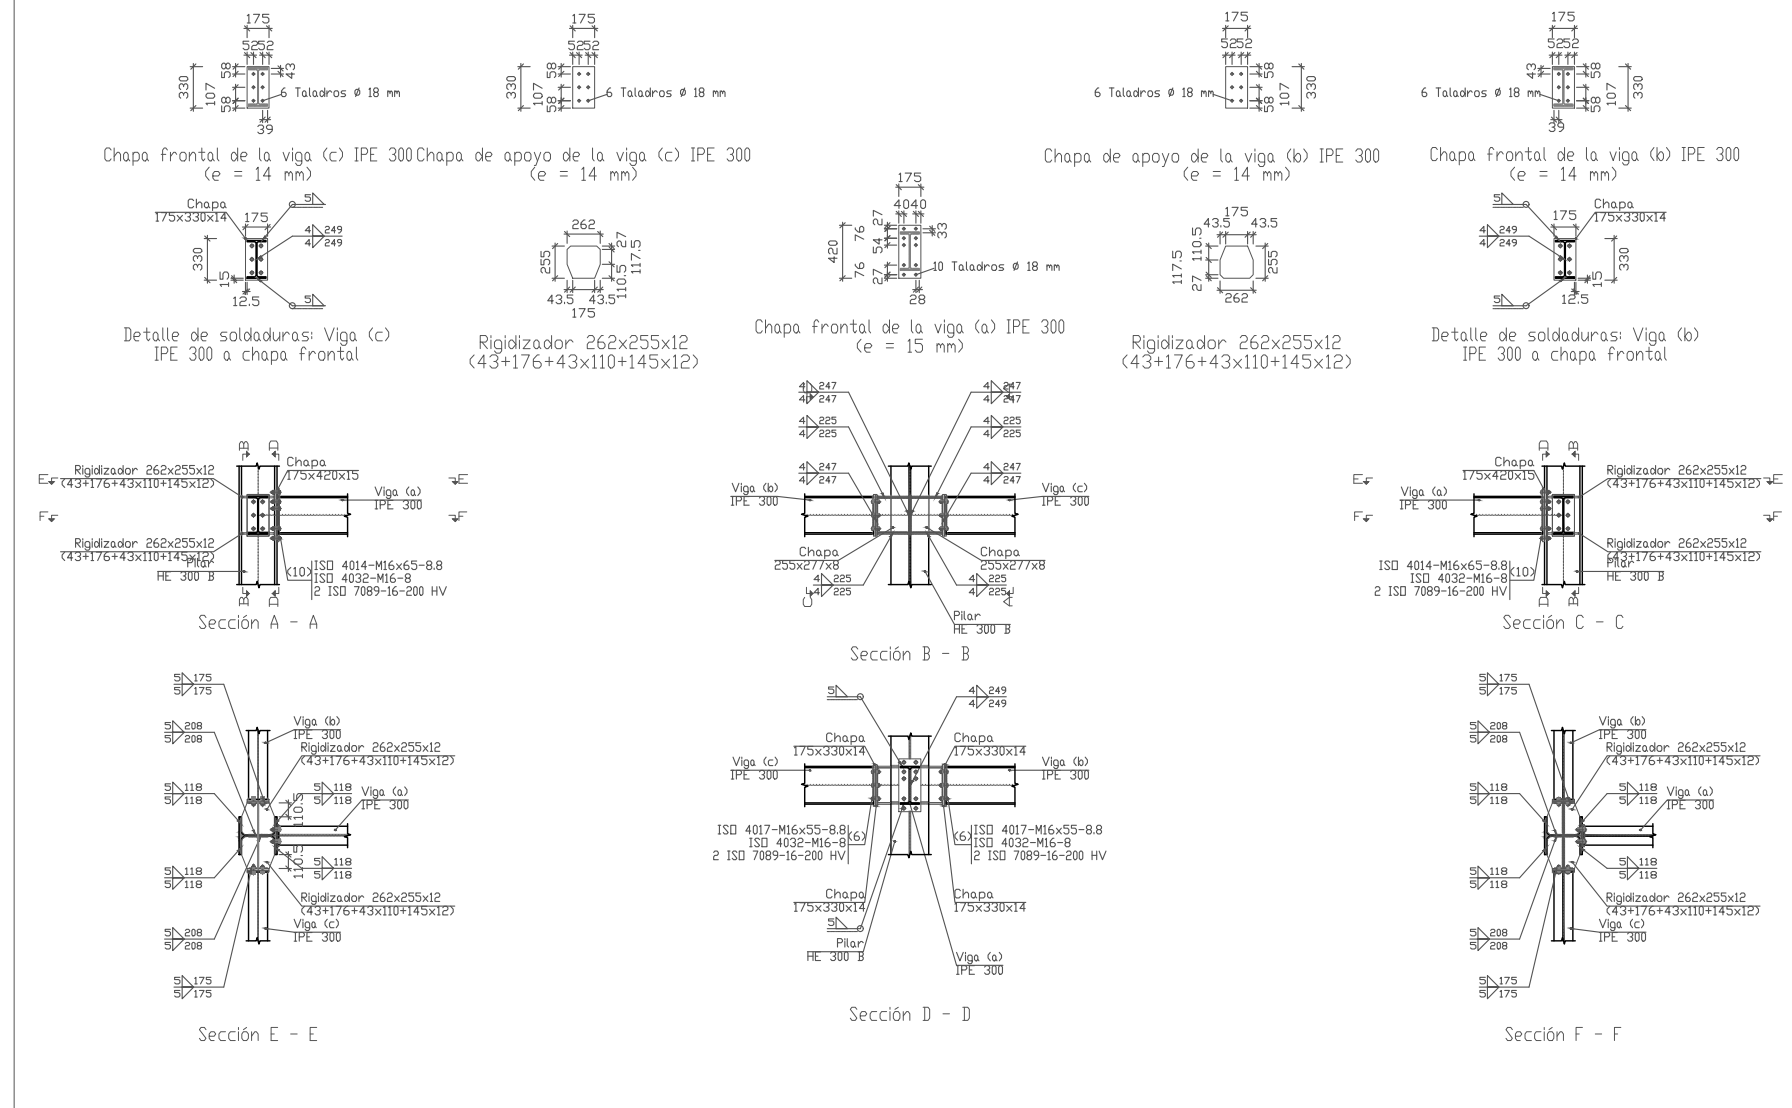 175
52 52
58
107
58
330
43
39
6 Taladros Ø 18 mm
Chapa frontal de la viga (c) IPE 300
(e = 14 mm)
175
52 52
58
107
58
330
6 Taladros Ø 18 mm
Chapa de apoyo de la viga (c) IPE 300
(e = 14 mm)
175
52 52
58
107
58
330
6 Taladros Ø 18 mm
Chapa de apoyo de la viga (b) IPE 300
(e = 14 mm)
175
52 52
43
58
107
58
330
39
6 Taladros Ø 18 mm
Chapa frontal de la viga (b) IPE 300
(e = 14 mm)
Chapa
175x330x14
175
5
4 249
4 249
330
15
12.5
5
Detalle de soldaduras: Viga (c)
IPE 300 a chapa frontal
262
27
117.5
110.5
255
43.5 43.5
175
Rigidizador 262x255x12
(43+176+43x110+145x12)
175
40 40
27
76
54
76
27
420
33
10 Taladros Ø 18 mm
28
Chapa frontal de la viga (a) IPE 300
(e = 15 mm)
175
43.5 43.5
110.5
117.5
27
255
262
Rigidizador 262x255x12
(43+176+43x110+145x12)
5
Chapa
175x330x14
175
4 249
4 249
330
15
12.5
5
Detalle de soldaduras: Viga (b)
IPE 300 a chapa frontal
B D
Rigidizador 262x255x12
(43+176+43x110+145x12)
Chapa
175x420x15
E E
Viga (a)
IPE 300
F F
Rigidizador 262x255x12
(43+176+43x110+145x12)
Pilar
HE 300 B
(10)
ISO 4014-M16x65-8.8
ISO 4032-M16-8
2 ISO 7089-16-200 HV
B D
Sección A - A
4 247
4 247
4 247
4 247
4 225
4 225
4 225
4 225
4 247
4 247
4 247
4 247
Viga (b)
IPE 300
Viga (c)
IPE 300
Chapa
255x277x8
Chapa
255x277x8
4 225
4 225
4 225
4 225
C A
Pilar
HE 300 B
Sección B - B
D B
Chapa
175x420x15
Rigidizador 262x255x12
(43+176+43x110+145x12)
E E
Viga (a)
IPE 300
F F
Rigidizador 262x255x12
(43+176+43x110+145x12)
Pilar
HE 300 B
ISO 4014-M16x65-8.8
ISO 4032-M16-8
2 ISO 7089-16-200 HV
(10)
D B
Sección C - C
5 175
5 175
5 208
5 208
Viga (b)
IPE 300
Rigidizador 262x255x12
(43+176+43x110+145x12)
5 118
5 118
110.5
5 118
5 118
Viga (a)
IPE 300
5 118
5 118
110.5
5 118
5 118
Rigidizador 262x255x12
(43+176+43x110+145x12)
Viga (c)
IPE 300
5 208
5 208
5 175
5 175
Sección E - E
5
4 249
4 249
Chapa
175x330x14
Chapa
175x330x14
Viga (c)
IPE 300
Viga (b)
IPE 300
ISO 4017-M16x55-8.8
ISO 4032-M16-8
2 ISO 7089-16-200 HV
(6)
(6)
ISO 4017-M16x55-8.8
ISO 4032-M16-8
2 ISO 7089-16-200 HV
Chapa
175x330x14
Chapa
175x330x14
5
Pilar
HE 300 B
Viga (a)
IPE 300
Sección D - D
5 175
5 175
5 208
5 208
Viga (b)
IPE 300
Rigidizador 262x255x12
(43+176+43x110+145x12)
5 118
5 118
5 118
5 118
Viga (a)
IPE 300
5 118
5 118
5 118
5 118
Rigidizador 262x255x12
(43+176+43x110+145x12)
Viga (c)
IPE 300
5 208
5 208
5 175
5 175
Sección F - F